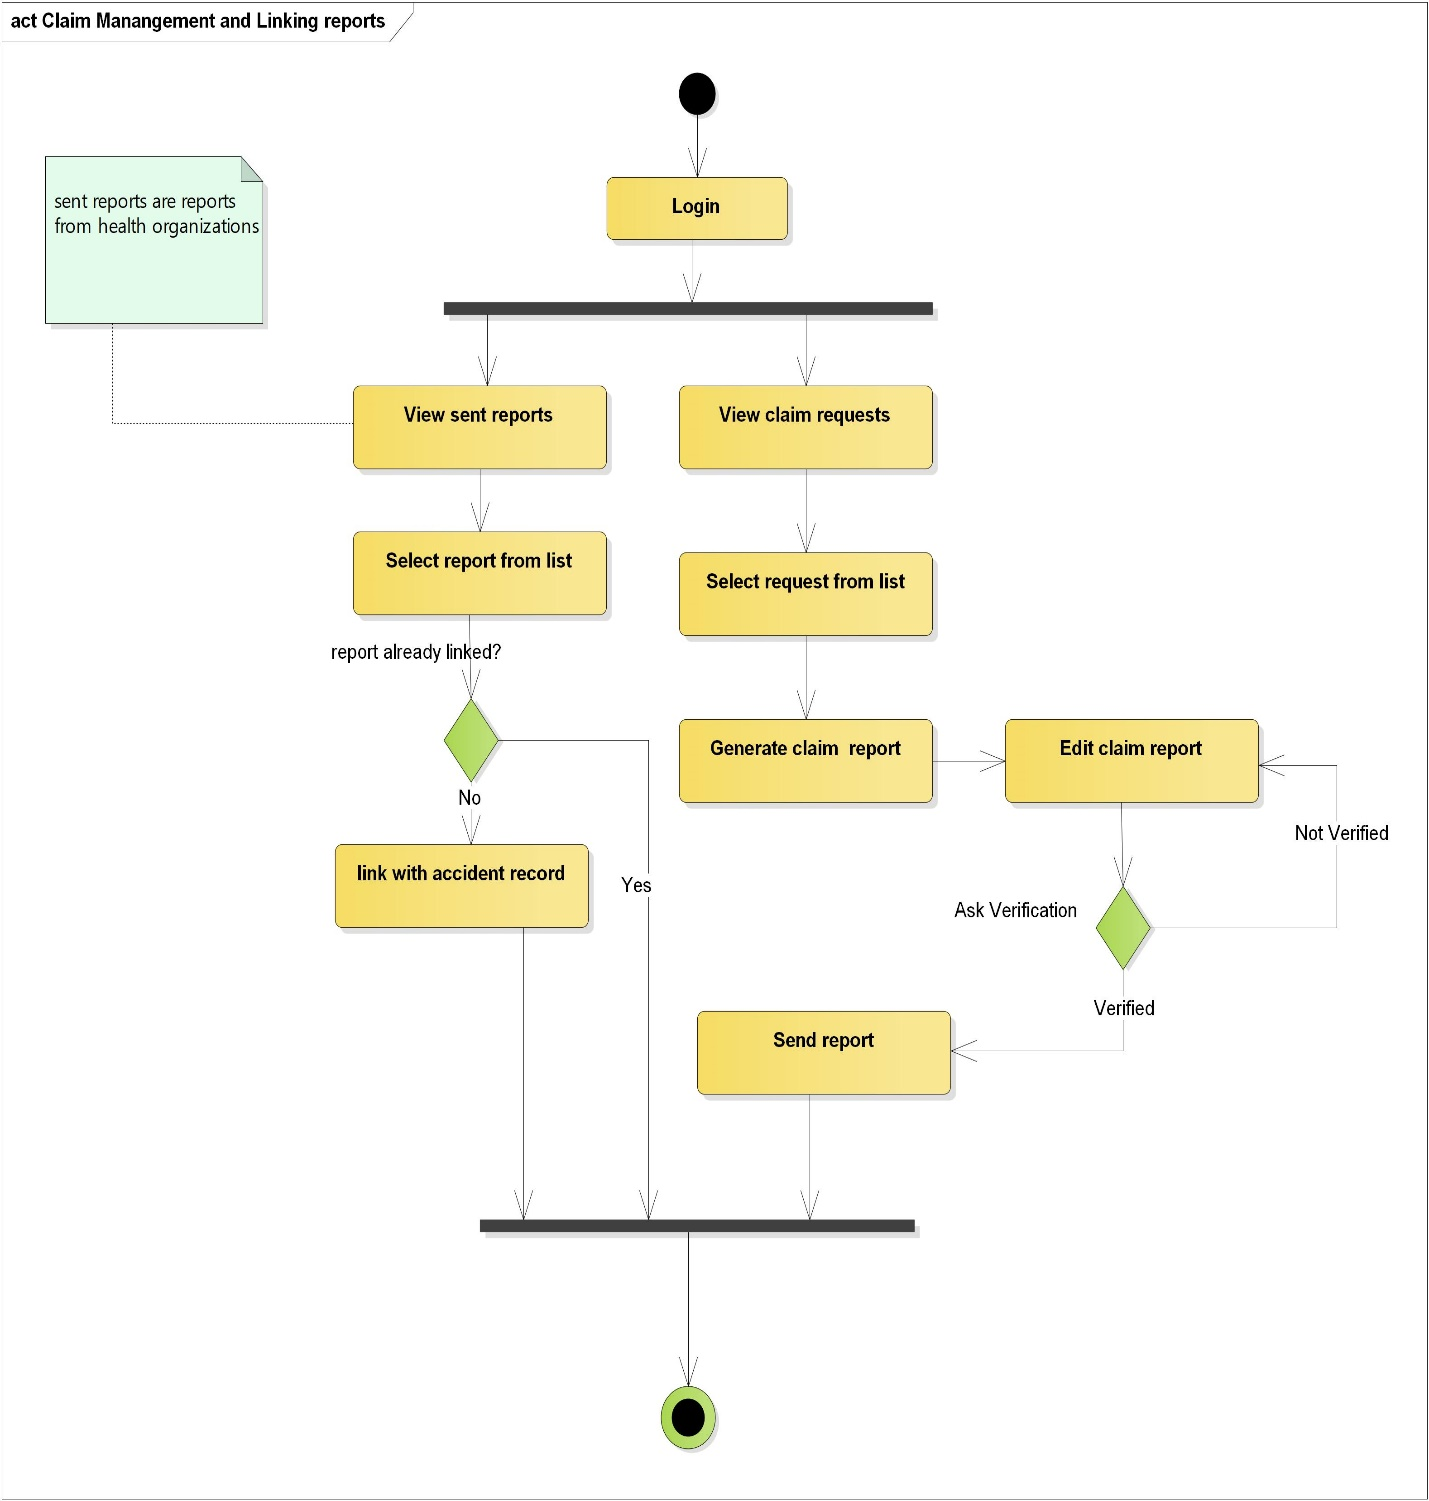 act Claim Manangement and Linking reports
sent reports are reports
from health organizations
Login
View sent reports
View claim requests
Select report from list
Select request from list
report already linked?
Generate claim  report
Edit claim report
No
Not Verified
link with accident record
Yes
Ask Verification
Verified
Send report